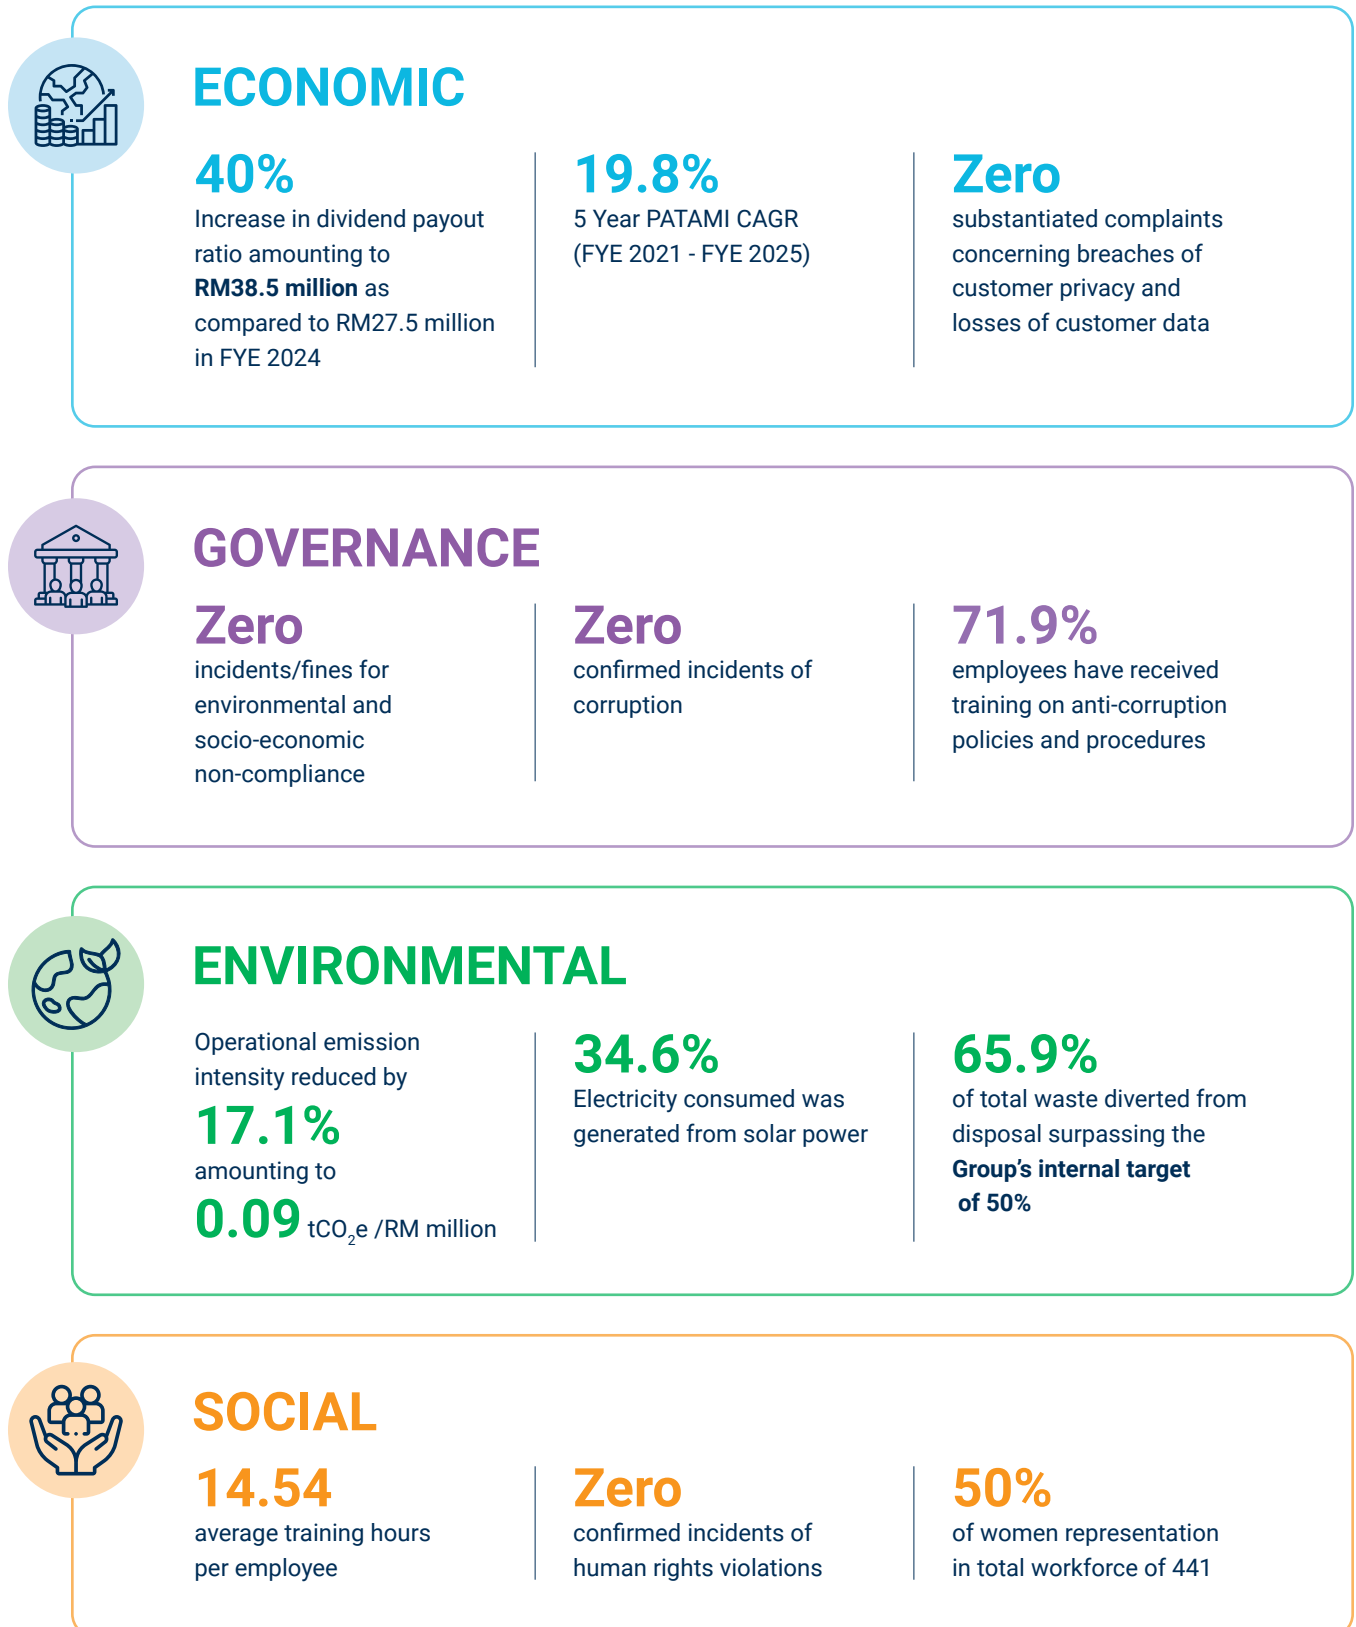 ECONOMIC
40%
Increase in dividend payout
ratio amounting to
RM38.5 million as
compared to RM27.5 million
in FYE 2024
19.8%
5 Year PATAMI CAGR
(FYE 2021 - FYE 2025)
Zero
substantiated complaints
concerning breaches of
customer privacy and
losses of customer data
GOVERNANCE
Zero
incidents/fines for
environmental and
socio-economic
non-compliance
Zero
confirmed incidents of
corruption
71.9%
employees have received
training on anti-corruption
policies and procedures
ENVIRONMENTAL
Operational emission
intensity reduced by
17.1%
amounting to
0.09 tCO₂e /RM million
34.6%
Electricity consumed was
generated from solar power
65.9%
of total waste diverted from
disposal surpassing the
Group’s internal target
of 50%
SOCIAL
14.54
average training hours
per employee
Zero
confirmed incidents of
human rights violations
50%
of women representation
in total workforce of 441